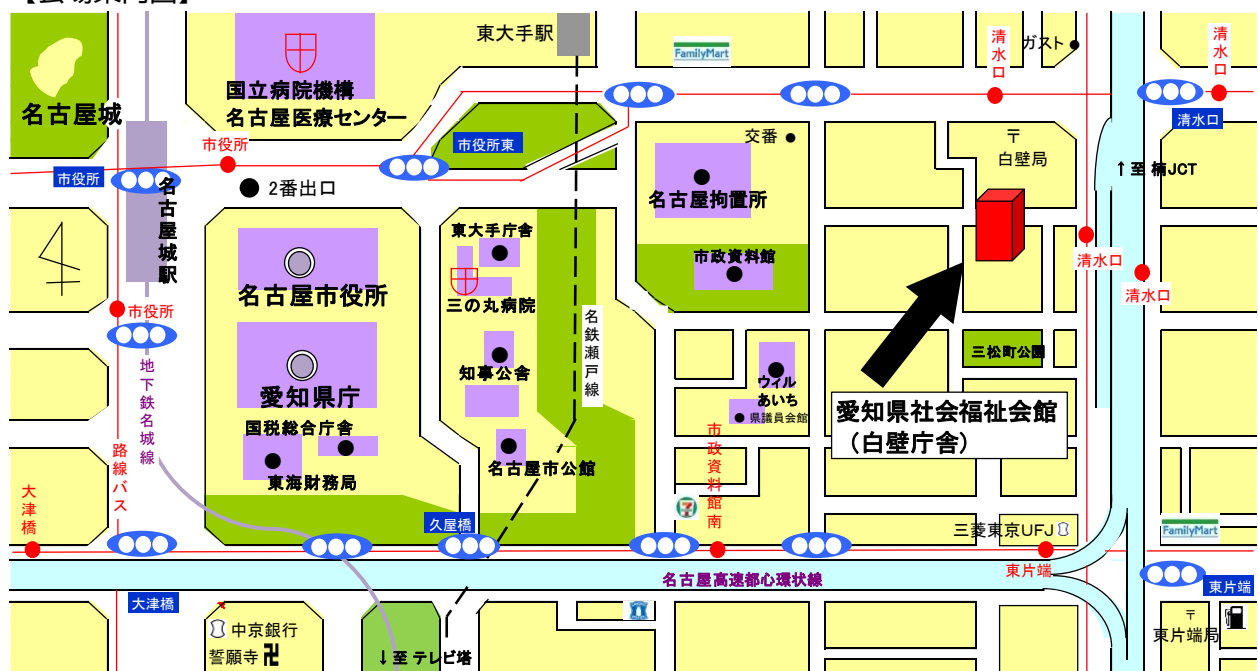 【会場案内図】
東大手駅
FamilyMart
清水口
ガスト
清水口
国立病院機構
名古屋医療センター
名古屋城
市役所
市役所東
清水口
交番
〒
白壁局
市役所
2番出口
↑至 楠JCT
名古屋城駅
名古屋拘置所
東大手庁舎
市政資料館
清水口
清水口
名古屋市役所
三の丸病院
市役所
名鉄瀬戸線
地下鉄名城線
知事公舎
三松町公園
愛知県庁
ウィル
あいち
県議員会館
愛知県社会福祉会館
（白壁庁舎）
国税総合庁舎
東海財務局
名古屋市公館
市政資料館南
路線バス
大津橋
7
久屋橋
三菱東京UFJ
FamilyMart
東片端
名古屋高速都心環状線
大津橋
東片端
中京銀行
誓願寺卍
↓至 テレビ塔
〒
東片端局